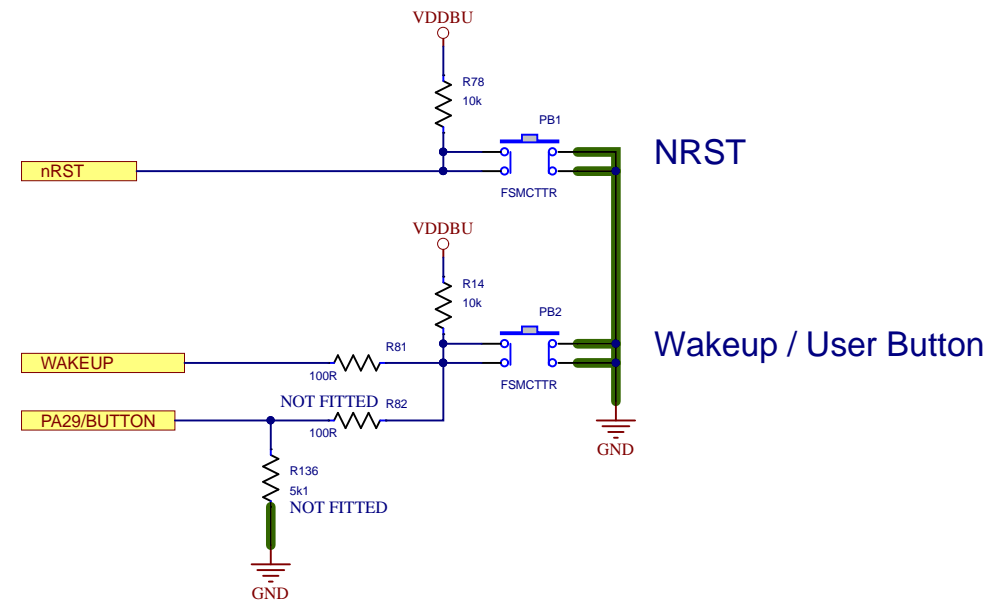 VDDBU
R78
10k
PB1
nRST
NRST
FSMCTTR
VDDBU
R14
10k
PB2
R81
WAKEUP
Wakeup / User Button
100R
FSMCTTR
NOT FITTED R82
PA29/BUTTON
100R
GND
R136
5k1
NOT FITTED
GND